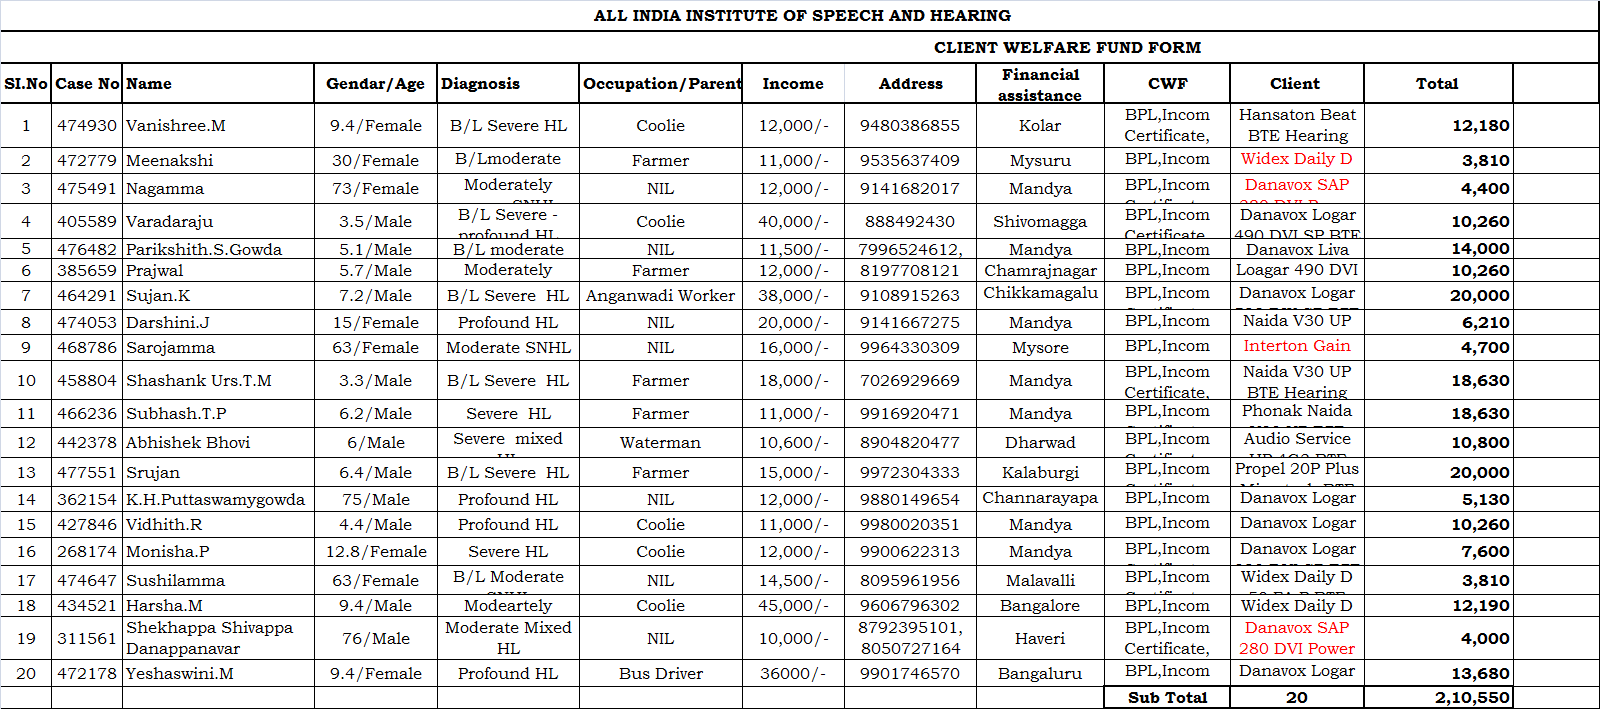 ALL INDIA INSTITUTE OF SPEECH AND HEARING
CLIENT WELFARE FUND FORM
SI.No Case No Name Gendar/Age Diagnosis Occupation/Parent Income Address Financial assistance CWF Client Total
1 474930 Vanishree.M 9.4/Female B/L Severe HL Coolie 12,000/- 9480386855 Kolar BPL,Incom Certificate, Hansaton Beat BTE Hearing 12,180
2 472779 Meenakshi 30/Female B/Lmoderate Farmer 11,000/- 9535637409 Mysuru BPL,Incom Widex Daily D 3,810
3 475491 Nagamma 73/Female Moderately NIL 12,000/- 9141682017 Mandya BPL,Incom Danavox SAP 4,400
4 405589 Varadaraju 3.5/Male B/L Severe - profound HL Coolie 40,000/- 888492430 Shivomagga BPL,Incom Certificate Danavox Logar 490 DVI SP BTE 10,260
5 476482 Parikshith.S.Gowda 5.1/Male B/L moderate NIL 11,500/- 7996524612, Mandya BPL,Incom Danavox Liva 14,000
6 385659 Prajwal 5.7/Male Moderately Farmer 12,000/- 8197708121 Chamrajnagar BPL,Incom Loagar 490 DVI 10,260
7 464291 Sujan.K 7.2/Male B/L Severe HL Anganwadi Worker 38,000/- 9108915263 Chikkamagalu BPL,Incom Danavox Logar 20,000
8 474053 Darshini.J 15/Female Profound HL NIL 20,000/- 9141667275 Mandya BPL,Incom Naida V30 UP 6,210
9 468786 Sarojamma 63/Female Moderate SNHL NIL 16,000/- 9964330309 Mysore BPL,Incom Interton Gain 4,700
10 458804 Shashank Urs.T.M 3.3/Male B/L Severe HL Farmer 18,000/- 7026929669 Mandya BPL,Incom Certificate, Naida V30 UP BTE Hearing 18,630
11 466236 Subhash.T.P 6.2/Male Severe HL Farmer 11,000/- 9916920471 Mandya BPL,Incom Phonak Naida 18,630
12 442378 Abhishek Bhovi 6/Male Severe mixed Waterman 10,600/- 8904820477 Dharwad BPL,Incom Audio Service 10,800
13 477551 Srujan 6.4/Male B/L Severe HL Farmer 15,000/- 9972304333 Kalaburgi BPL,Incom Propel 20P Plus 20,000
14 362154 K.H.Puttaswamygowda 75/Male Profound HL NIL 12,000/- 9880149654 Channarayapa BPL,Incom Danavox Logar 5,130
15 427846 Vidhith.R 4.4/Male Profound HL Coolie 11,000/- 9980020351 Mandya BPL,Incom Danavox Logar 10,260
16 268174 Monisha.P 12.8/Female Severe HL Coolie 12,000/- 9900622313 Mandya BPL,Incom Danavox Logar 7,600
17 474647 Sushilamma 63/Female B/L Moderate NIL 14,500/- 8095961956 Malavalli BPL,Incom Widex Daily D 3,810
18 434521 Harsha.M 9.4/Male Modeartely Coolie 45,000/- 9606796302 Bangalore BPL,Incom Widex Daily D 12,190
19 311561 Shekhappa Shivappa Danappanavar 76/Male Moderate Mixed HL NIL 10,000/- 8792395101, 8050727164 Haveri BPL,Incom Certificate, Danavox SAP 280 DVI Power 4,000
20 472178 Yeshaswini.M 9.4/Female Profound HL Bus Driver 36000/- 9901746570 Bangaluru BPL,Incom Danavox Logar 13,680
Sub Total 20 2,10,550